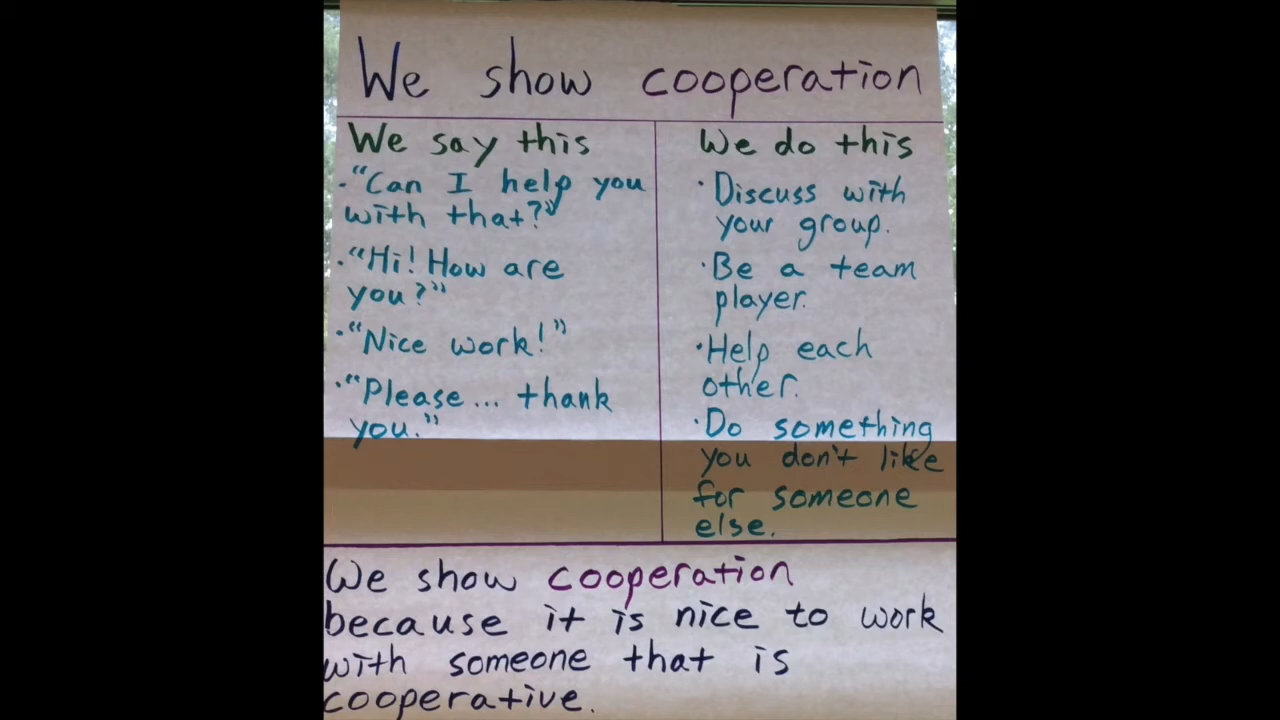 We show cooperation
We say this
·"Can I help you
with that?"
·"Hi! How are
you?"
·"Nice work!"
·"Please... thank
you."
We do this
·Discuss with
your group.
·Be a team
player.
·Help each
other.
·Do something
you don't like
for someone
else.
We show cooperation
because it is nice to work
with someone that is
cooperative.